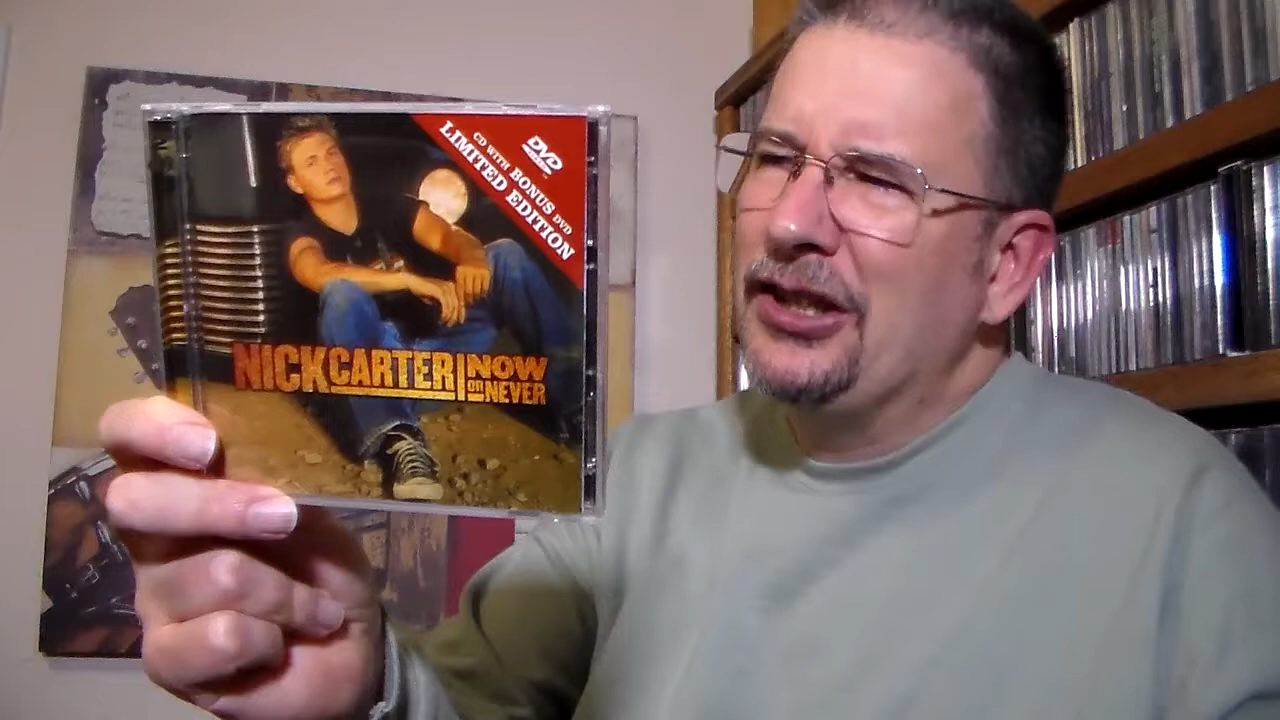 DVD
CD WITH BONUS DVD
LIMITED EDITION
NICK CARTER NOW
OR NEVER